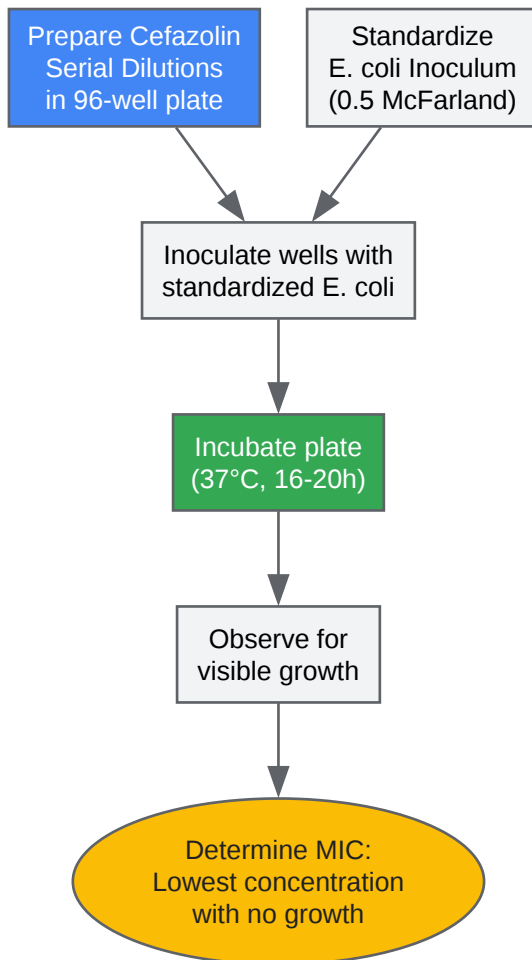 Prepare Cefazolin
Serial Dilutions
in 96-well plate
Standardize
E. coli Inoculum
(0.5 McFarland)
Inoculate wells with
standardized E. coli
Incubate plate
(37°C, 16-20h)
Observe for
visible growth
Determine MIC:
Lowest concentration
with no growth